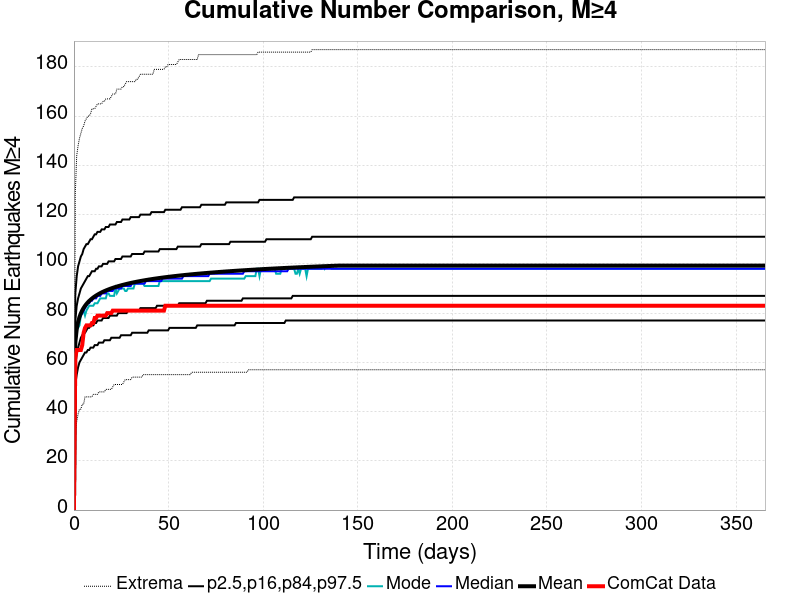 Cumulative Number Comparison, M≥4
Cumulative Num Earthquakes M≥4
180
160
140
120
100
80
60
40
20
0
0 50 100 150 200 250 300 350
Time (days)
Extrema p2.5,p16,p84,p97.5 Mode Median Mean ComCat Data